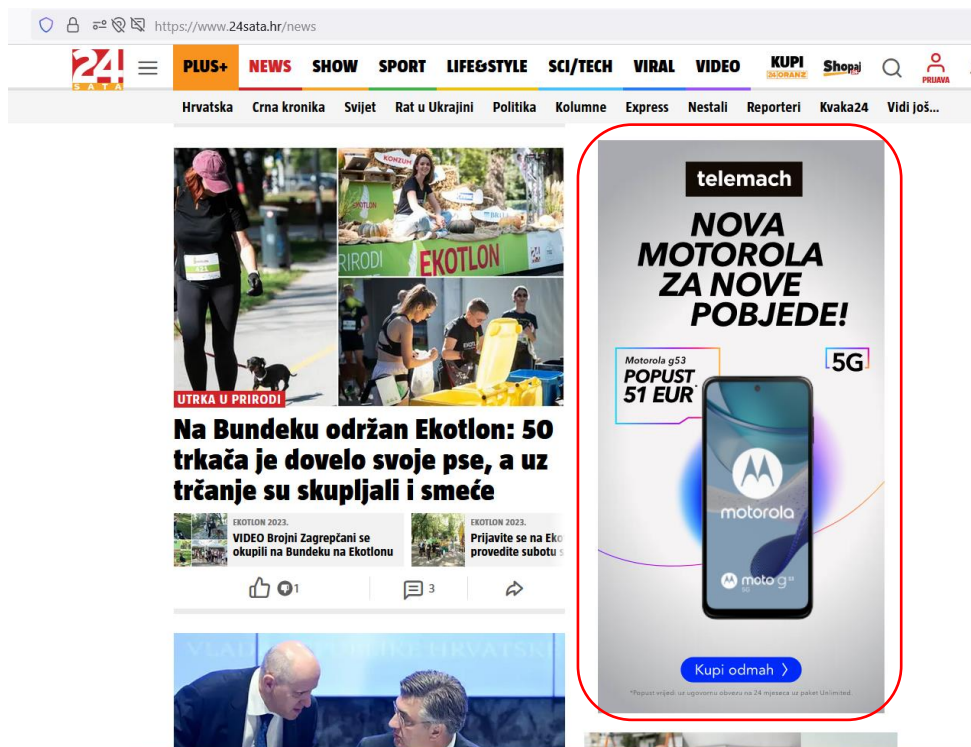 https://www.24sata.hr/news
24
SATA
PLUS+ NEWS SHOW SPORT LIFE&STYLE SCI/TECH VIRAL VIDEO KUPI 24ORANŽ Shopaj PRIJAVA
Hrvatska Crna kronika Svijet Rat u Ukrajini Politika Kolumne Express Nestali Reporteri Kvaka24 Vidi još...
KONZUM
EKOTLON
PRIRODI
EKOTLON
UTRKA U PRIRODI
Na Bundeku održan Ekotlon: 50
trkača je dovelo svoje pse, a uz
trčanje su skupljali i smeće
EKOTLON 2023.
VIDEO Brojni Zagrepčani se
okupili na Bundeku na Ekotlonu
EKOTLON 2023.
Prijavite se na Eko
provedite subotu s
1
3
telemach
NOVA
MOTOROLA
ZA NOVE
POBJEDE!
Motorola g53
POPUST
51 EUR*
5G
motorola
moto g53
5G
Kupi odmah
*Popust vrijedi uz ugovornu obvezu na 24 mjeseca uz paket Unlimited.